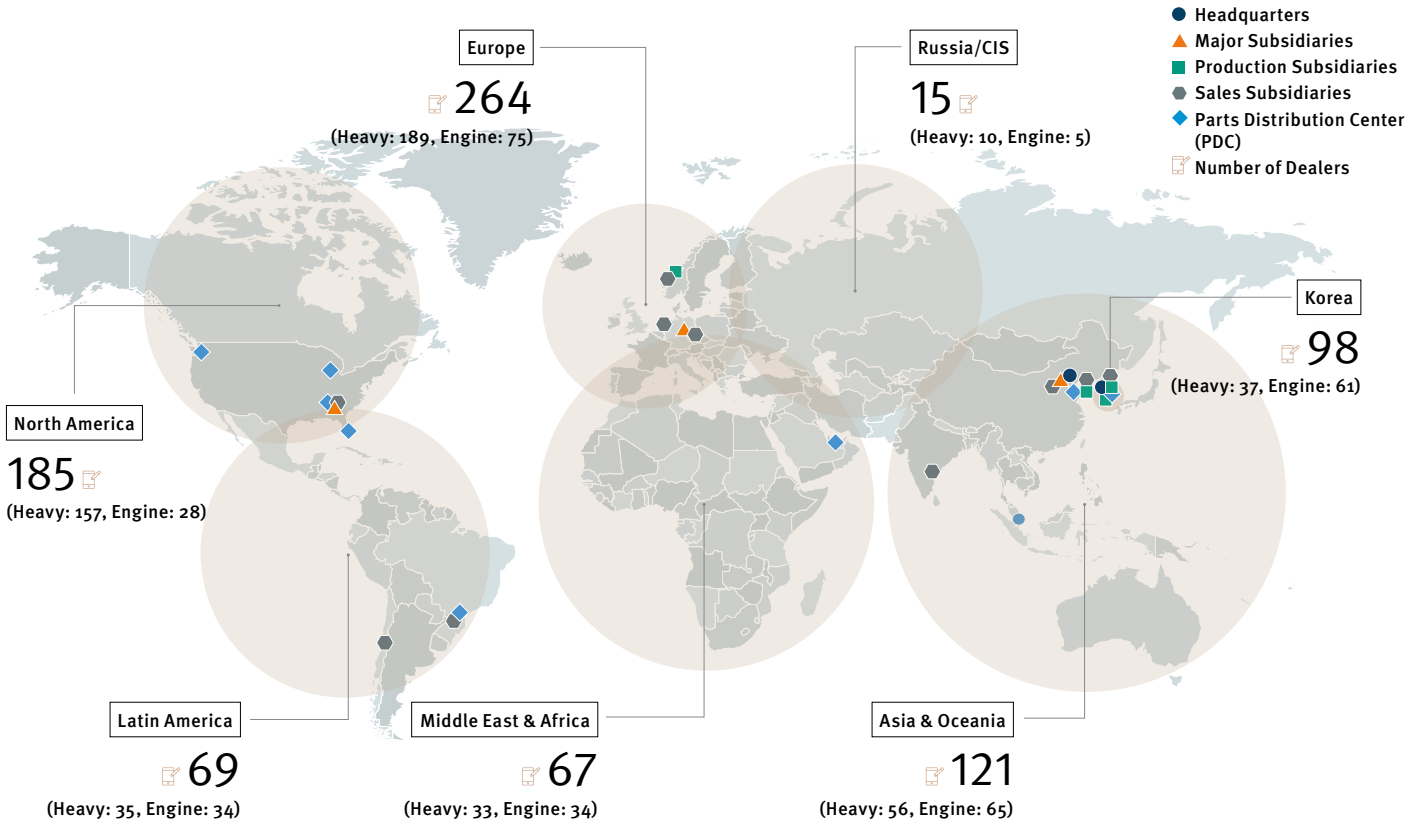 Headquarters
Major Subsidiaries
Production Subsidiaries
Sales Subsidiaries
Parts Distribution Center
(PDC)
Number of Dealers
Europe
264
(Heavy: 189, Engine: 75)
Russia/CIS
15
(Heavy: 10, Engine: 5)
Korea
98
(Heavy: 37, Engine: 61)
North America
185
(Heavy: 157, Engine: 28)
Latin America
69
(Heavy: 35, Engine: 34)
Middle East & Africa
67
(Heavy: 33, Engine: 34)
Asia & Oceania
121
(Heavy: 56, Engine: 65)